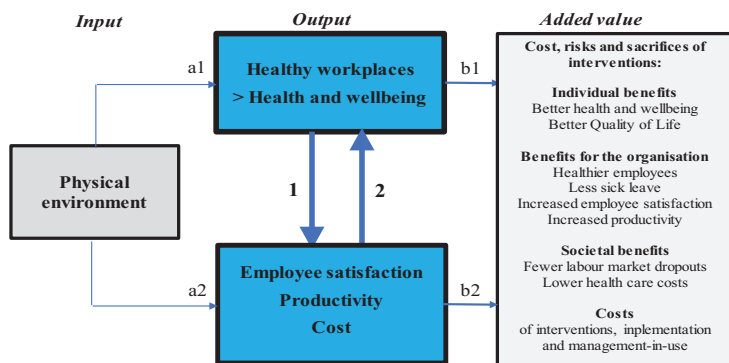 Input
Output
Added value
a1
Healthy workplaces
> Health and wellbeing
b1
Physical
environment
1
2
a2
Employee satisfaction
Productivity
Cost
b2
Cost, risks and sacrifices of
interventions:
Individual benefits
Better health and wellbeing
Better Quality of Life
Benefits for the organisation
Healthier employees
Less sick leave
Increased employee satisfaction
Increased productivity
Societal benefits
Fewer labour market dropouts
Lower health care costs
Costs
of interventions, inplementation
and management-in-use